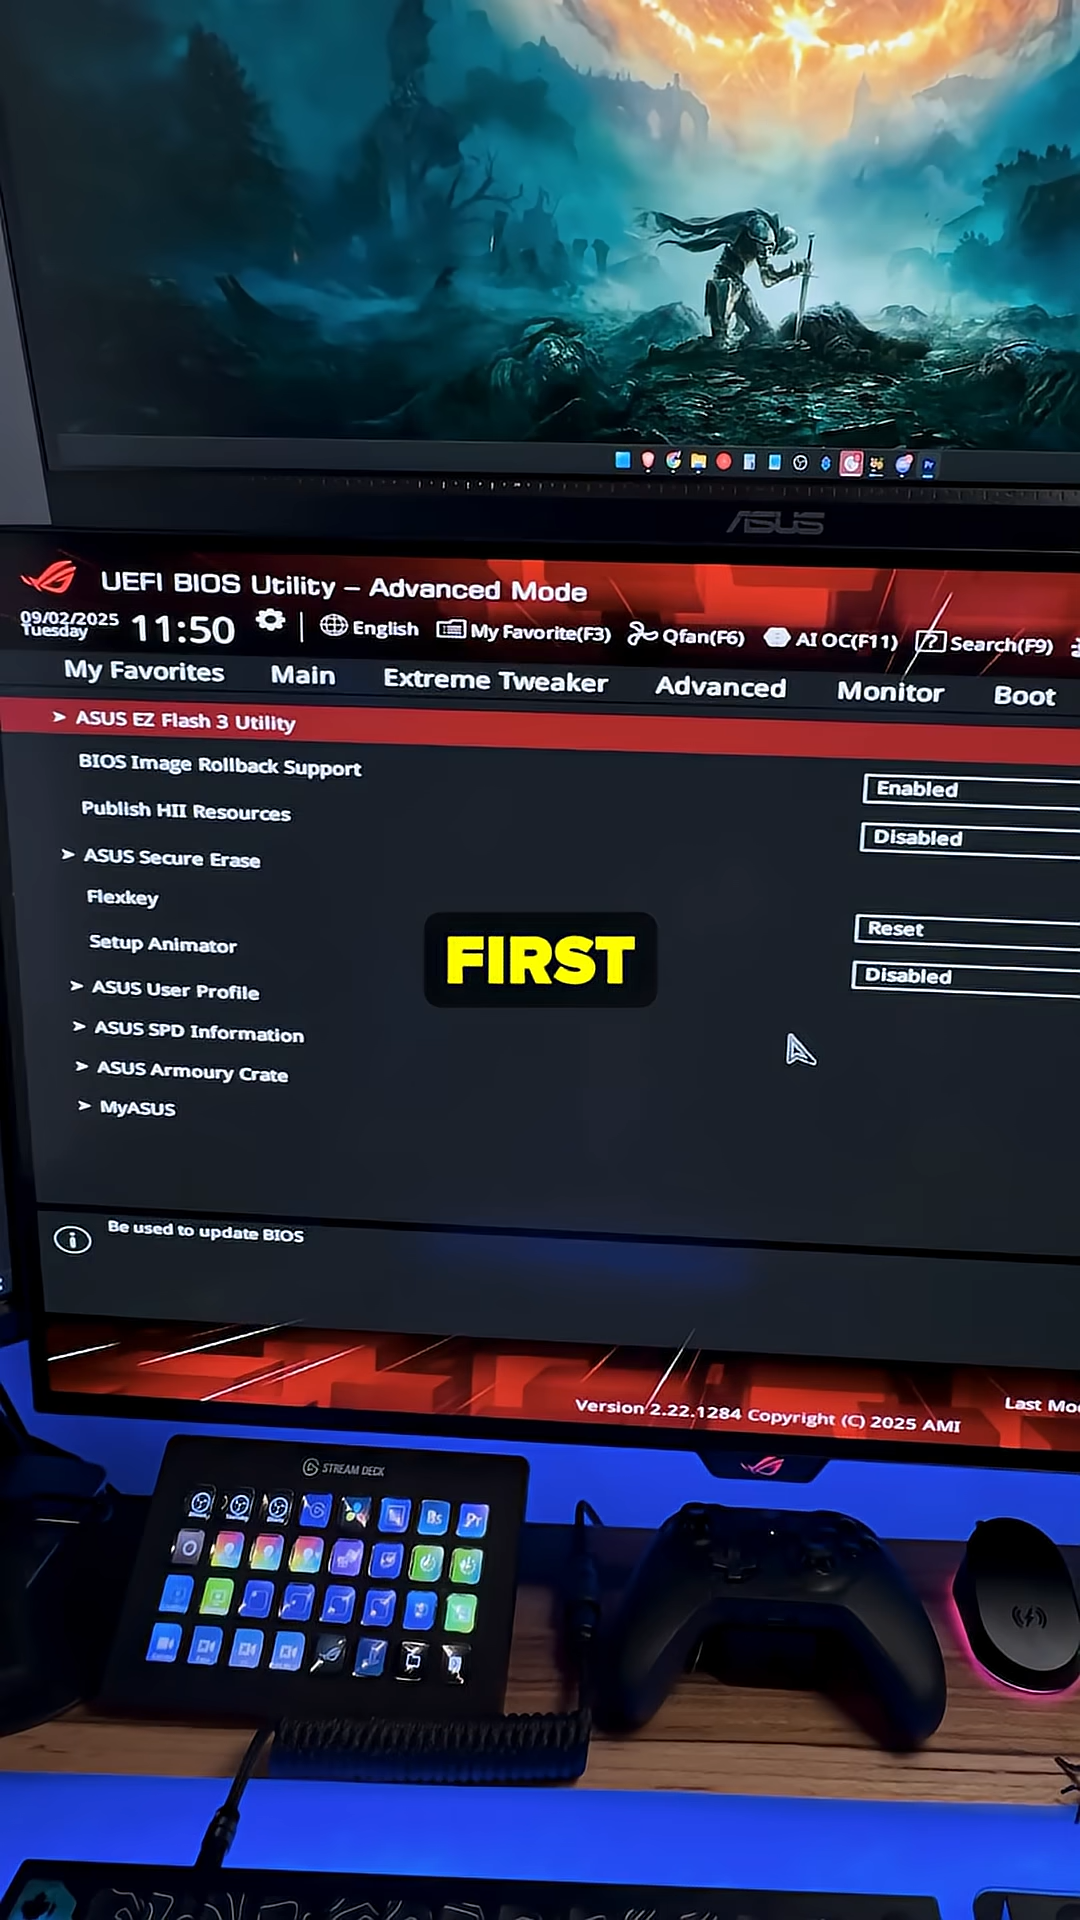 ASUS
UEFI BIOS Utility – Advanced Mode
09/02/2025
Tuesday
11:50
English
My Favorite(F3)
Qfan(F6)
AI OC(F11)
Search(F9)
My Favorites
Main
Extreme Tweaker
Advanced
Monitor
Boot
ASUS EZ Flash 3 Utility
BIOS Image Rollback Support
Enabled
Publish HII Resources
Disabled
ASUS Secure Erase
Flexkey
Reset
Setup Animator
Disabled
FIRST
ASUS User Profile
ASUS SPD Information
ASUS Armoury Crate
MyASUS
Be used to update BIOS
Version 2.22.1284 Copyright (C) 2025 AMI
Last Mo
STREAM DECK
Bs
Pr